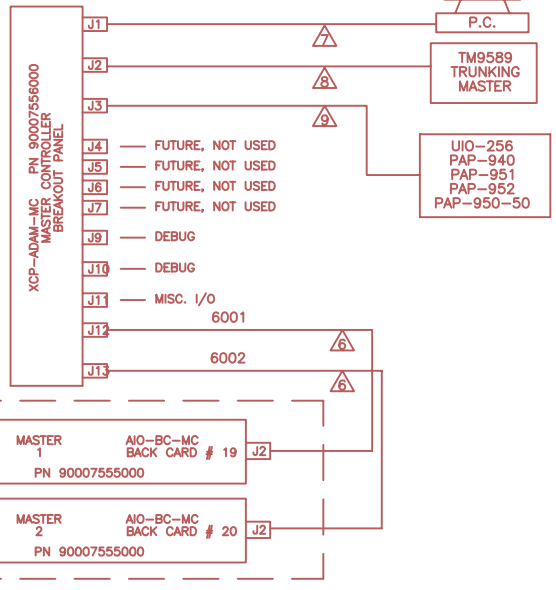 J1
7
P.C.
J2
8
TM9589
TRUNKING
MASTER
J3
9
UIO-256
PAP-940
PAP-951
PAP-952
PAP-950-50
XCP-ADAM-MC PN 90007556000
MASTER CONTROLLER
BREAKOUT PANEL
J4 FUTURE, NOT USED
J5 FUTURE, NOT USED
J6 FUTURE, NOT USED
J7 FUTURE, NOT USED
J9 DEBUG
J10 DEBUG
J11 MISC. I/O
6001
J12
6
6002
J13
6
MASTER
1
AIO-BC-MC
BACK CARD # 19
J2
PN 90007555000
MASTER
2
AIO-BC-MC
BACK CARD # 20
J2
PN 90007555000